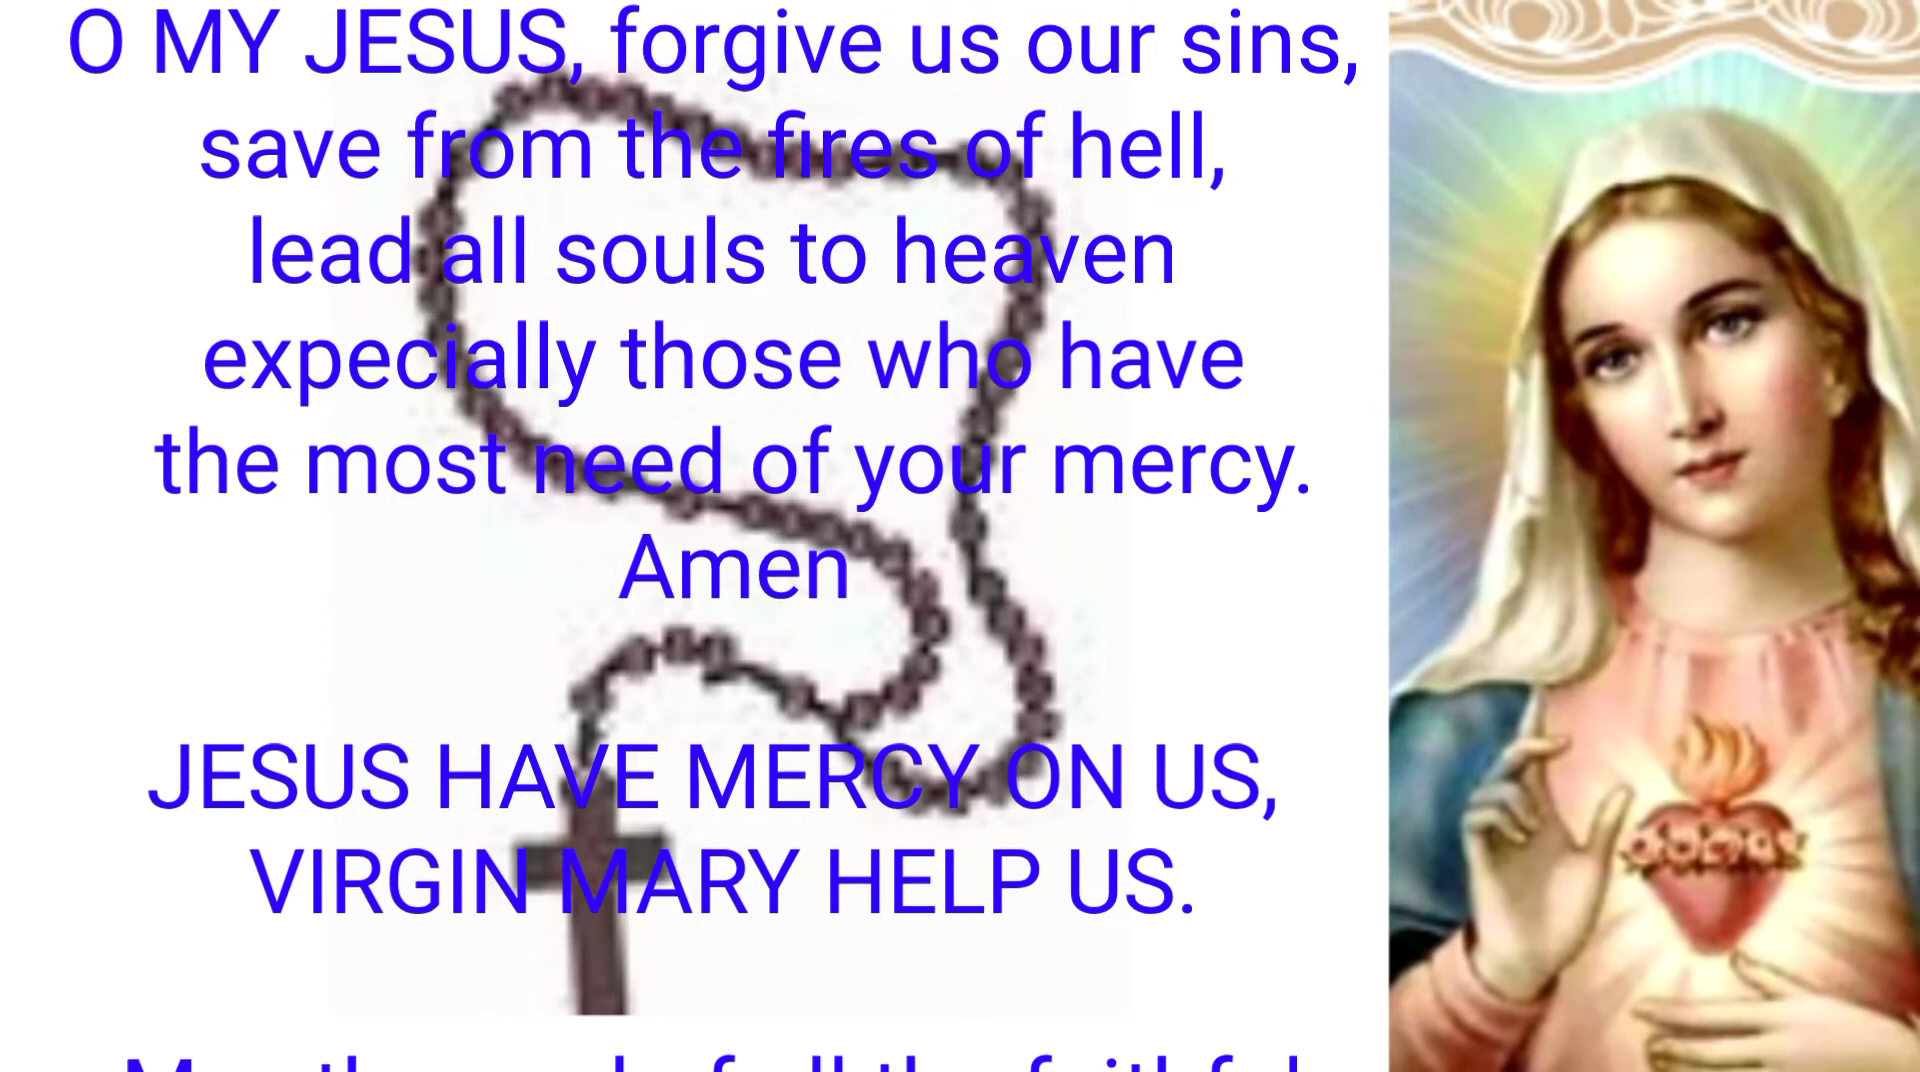 O MY JESUS, forgive us our sins,
save from the fires of hell,
lead all souls to heaven
expecially those who have
the most need of your mercy.
Amen
JESUS HAVE MERCY ON US,
VIRGIN MARY HELP US.